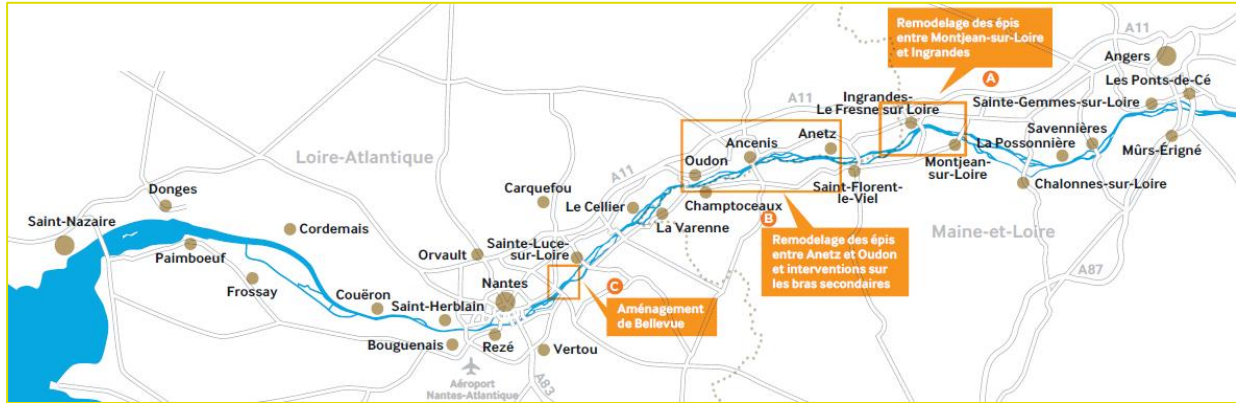 Remodelage des épis
entre Montjean-sur-Loire
et Ingrandes
A
A11
A11
Angers
Les Ponts-de-Cé
Ingrandes-
Le Fresne sur Loire
Sainte-Gemmes-sur-Loire
Savennières
La Possonnière
Mûrs-Érigné
Montjean-
sur-Loire
Chalonnes-sur-Loire
Anetz
Ancenis
Oudon
Saint-Florent-
le-Viel
Champtoceaux
B
Remodelage des épis
entre Anetz et Oudon
et interventions sur
les bras secondaires
Maine-et-Loire
A87
Loire-Atlantique
A11
Carquefou
Le Cellier
La Varenne
Donges
Saint-Nazaire
Cordemais
Paimboeuf
Frossay
Orvault
Sainte-Luce-
sur-Loire
Nantes
C
Aménagement
de Bellevue
Couëron
Saint-Herblain
Bouguenais
Rezé
Vertou
Aéroport
Nantes-Atlantique
A83